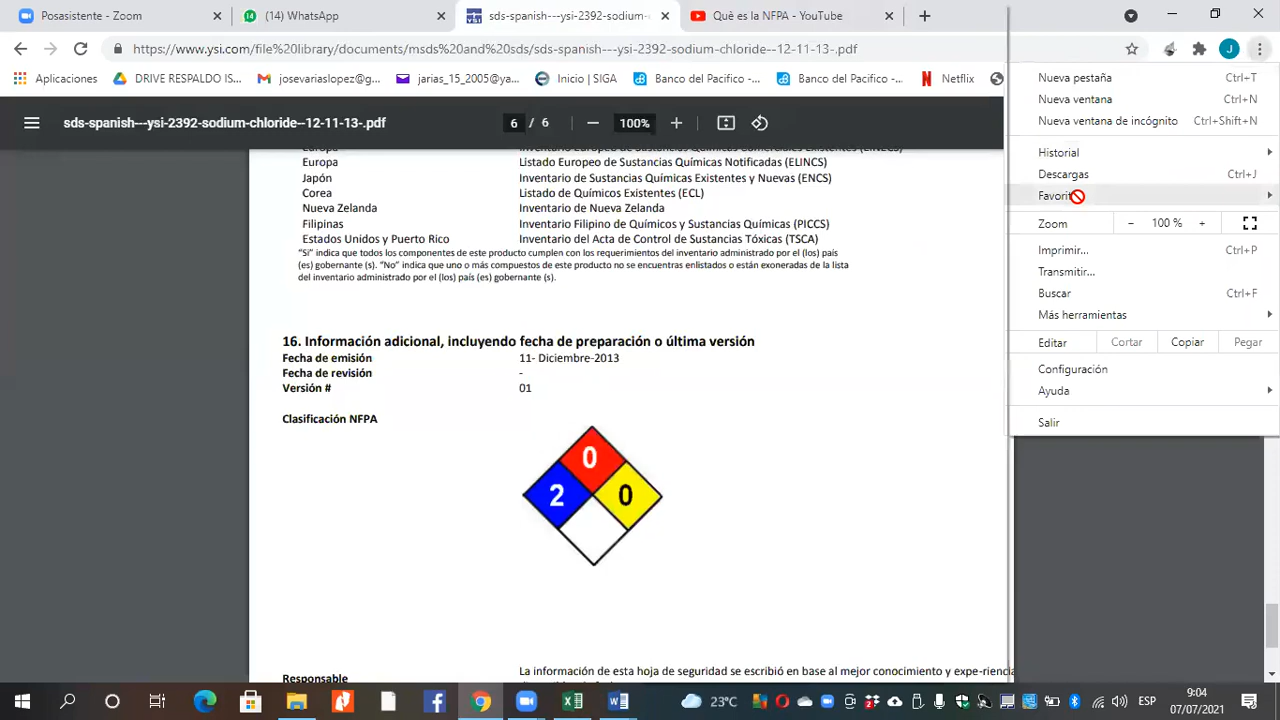 Posasistente - Zoom
(14) WhatsApp
sds-spanish---ysi-2392-sodium-
Qué es la NFPA - YouTube
https://www.ysi.com/file%20library/documents/msds%20and%20sds/sds-spanish---ysi-2392-sodium-chloride--12-11-13-.pdf
J
Aplicaciones
DRIVE RESPALDO IS...
josevariaslopez@g...
jarias_15_2005@ya...
Inicio | SIGA
Banco del Pacifico -...
Banco del Pacifico -...
Netflix
sds-spanish---ysi-2392-sodium-chloride--12-11-13-.pdf
6 / 6
100%
Nueva pestaña Ctrl+T
Nueva ventana
Nueva ventana de incógnito Ctrl+Shift+N
Historial
Descargas Ctrl+J
Favorit
Zoom - 100 % +
Imprimir... Ctrl+P
Transmitir...
Buscar Ctrl+F
Más herramientas
Editar Cortar Copiar Pegar
Configuración
Ayuda
Salir
Europa Inventario Europeo de Sustancias Químicas Comerciales Existentes (EINECS)
Europa Listado Europeo de Sustancias Químicas Notificadas (ELINCS)
Japón Inventario de Sustancias Químicas Existentes y Nuevas (ENCS)
Corea Listado de Químicos Existentes (ECL)
Nueva Zelanda Inventario de Nueva Zelanda
Filipinas Inventario Filipino de Químicos y Sustancias Químicas (PICCS)
Estados Unidos y Puerto Rico Inventario del Acta de Control de Sustancias Tóxicas (TSCA)
"Si" indica que todos los componentes de este producto cumplen con los requerimientos del inventario administrado por el (los) país
(es) gobernante (s). "No" indica que uno o más compuestos de este producto no se encuentras enlistados o están exoneradas de la lista
del inventario administrado por el (los) país (es) gobernante (s).
16. Información adicional, incluyendo fecha de preparación o última versión
Fecha de emisión 11- Diciembre-2013
Fecha de revisión -
Versión # 01
Clasificación NFPA
0
2
0
La información de esta hoja de seguridad se escribió en base al mejor conocimiento y expe-riencia
Responsable
23°C
ESP
9:04
07/07/2021